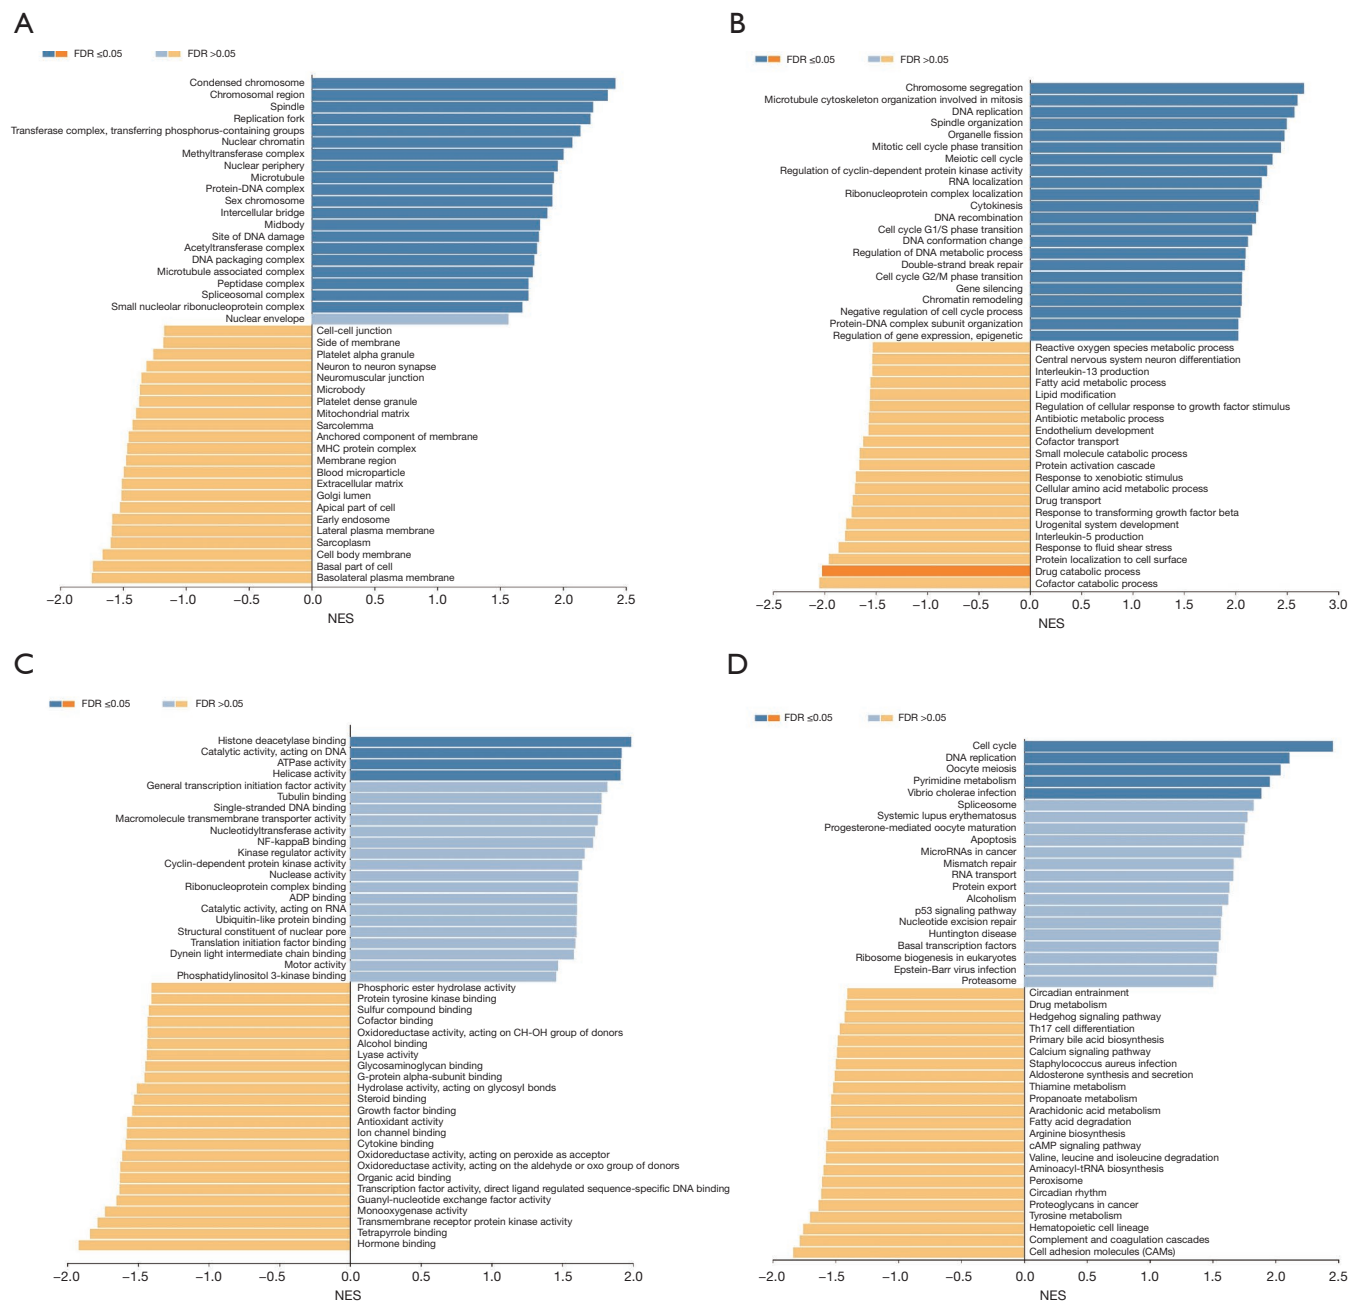 A
FDR ≤0.05
FDR >0.05
Condensed chromosome
Chromosomal region
Spindle
Replication fork
Transferase complex, transferring phosphorus-containing groups
Nuclear chromatin
Methyltransferase complex
Nuclear periphery
Microtubule
Protein-DNA complex
Sex chromosome
Intercellular bridge
Midbody
Site of DNA damage
Acetyltransferase complex
DNA packaging complex
Microtubule associated complex
Peptidase complex
Spliceosomal complex
Small nucleolar ribonucleoprotein complex
Nuclear envelope
Cell-cell junction
Side of membrane
Platelet alpha granule
Neuron to neuron synapse
Neuromuscular junction
Microbody
Platelet dense granule
Mitochondrial matrix
Sarcolemma
Anchored component of membrane
MHC protein complex
Membrane region
Blood microparticle
Extracellular matrix
Golgi lumen
Apical part of cell
Early endosome
Lateral plasma membrane
Sarcoplasm
Cell body membrane
Basal part of cell
Basolateral plasma membrane
−2.0 −1.5 −1.0 −0.5 0.0 0.5 1.0 1.5 2.0 2.5
NES
B
FDR ≤0.05
FDR >0.05
Chromosome segregation
Microtubule cytoskeleton organization involved in mitosis
DNA replication
Spindle organization
Organelle fission
Mitotic cell cycle phase transition
Meiotic cell cycle
Regulation of cyclin-dependent protein kinase activity
RNA localization
Ribonucleoprotein complex localization
Cytokinesis
DNA recombination
Cell cycle G1/S phase transition
DNA conformation change
Regulation of DNA metabolic process
Double-strand break repair
Cell cycle G2/M phase transition
Gene silencing
Chromatin remodeling
Negative regulation of cell cycle process
Protein-DNA complex subunit organization
Regulation of gene expression, epigenetic
Reactive oxygen species metabolic process
Central nervous system neuron differentiation
Interleukin-13 production
Fatty acid metabolic process
Lipid modification
Regulation of cellular response to growth factor stimulus
Antibiotic metabolic process
Endothelium development
Cofactor transport
Small molecule catabolic process
Protein activation cascade
Response to xenobiotic stimulus
Cellular amino acid metabolic process
Drug transport
Response to transforming growth factor beta
Urogenital system development
Interleukin-5 production
Response to fluid shear stress
Protein localization to cell surface
Drug catabolic process
Cofactor catabolic process
−2.5 −2.0 −1.5 −1.0 −0.5 0.0 0.5 1.0 1.5 2.0 2.5 3.0
NES
C
FDR ≤0.05
FDR >0.05
Histone deacetylase binding
Catalytic activity, acting on DNA
ATPase activity
Helicase activity
General transcription initiation factor activity
Tubulin binding
Single-stranded DNA binding
Macromolecule transmembrane transporter activity
Nucleotidyltransferase activity
NF-kappaB binding
Kinase regulator activity
Cyclin-dependent protein kinase activity
Nuclease activity
Ribonucleoprotein complex binding
ADP binding
Catalytic activity, acting on RNA
Ubiquitin-like protein binding
Structural constituent of nuclear pore
Translation initiation factor binding
Dynein light intermediate chain binding
Motor activity
Phosphatidylinositol 3-kinase binding
Phosphoric ester hydrolase activity
Protein tyrosine kinase binding
Sulfur compound binding
Cofactor binding
Oxidoreductase activity, acting on CH-OH group of donors
Alcohol binding
Lyase activity
Glycosaminoglycan binding
G-protein alpha-subunit binding
Hydrolase activity, acting on glycosyl bonds
Steroid binding
Growth factor binding
Antioxidant activity
Ion channel binding
Cytokine binding
Oxidoreductase activity, acting on peroxide as acceptor
Oxidoreductase activity, acting on the aldehyde or oxo group of donors
Organic acid binding
Transcription factor activity, direct ligand regulated sequence-specific DNA binding
Guanyl-nucleotide exchange factor activity
Monooxygenase activity
Transmembrane receptor protein kinase activity
Tetrapyrrole binding
Hormone binding
−2.0 −1.5 −1.0 −0.5 0.0 0.5 1.0 1.5 2.0
NES
D
FDR ≤0.05
FDR >0.05
Cell cycle
DNA replication
Oocyte meiosis
Pyrimidine metabolism
Vibrio cholerae infection
Spliceosome
Systemic lupus erythematosus
Progesterone-mediated oocyte maturation
Apoptosis
MicroRNAs in cancer
Mismatch repair
RNA transport
Protein export
Alcoholism
p53 signaling pathway
Nucleotide excision repair
Huntington disease
Basal transcription factors
Ribosome biogenesis in eukaryotes
Epstein-Barr virus infection
Proteasome
Circadian entrainment
Drug metabolism
Hedgehog signaling pathway
Th17 cell differentiation
Primary bile acid biosynthesis
Calcium signaling pathway
Staphylococcus aureus infection
Aldosterone synthesis and secretion
Thiamine metabolism
Propanoate metabolism
Arachidonic acid metabolism
Fatty acid degradation
Arginine biosynthesis
cAMP signaling pathway
Valine, leucine and isoleucine degradation
Aminoacyl-tRNA biosynthesis
Peroxisome
Circadian rhythm
Proteoglycans in cancer
Tyrosine metabolism
Hematopoietic cell lineage
Complement and coagulation cascades
Cell adhesion molecules (CAMs)
−2.0 −1.5 −1.0 −0.5 0.0 0.5 1.0 1.5 2.0 2.5
NES